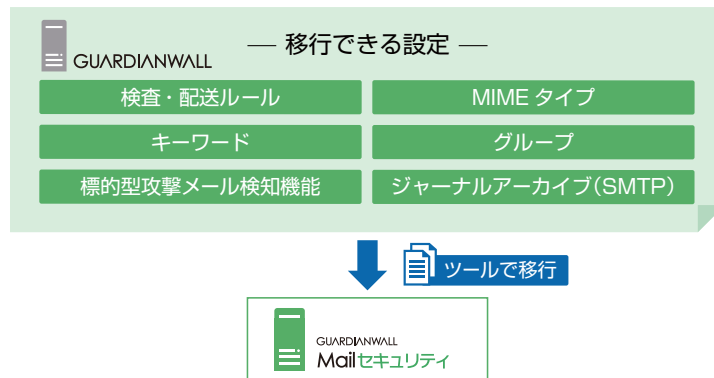 GUARDIANWALL
― 移行できる設定 ―
検査・配送ルール
MIME タイプ
キーワード
グループ
標的型攻撃メール検知機能
ジャーナルアーカイブ(SMTP)
ツールで移行
GUARDIANWALL
Mailセキュリティ